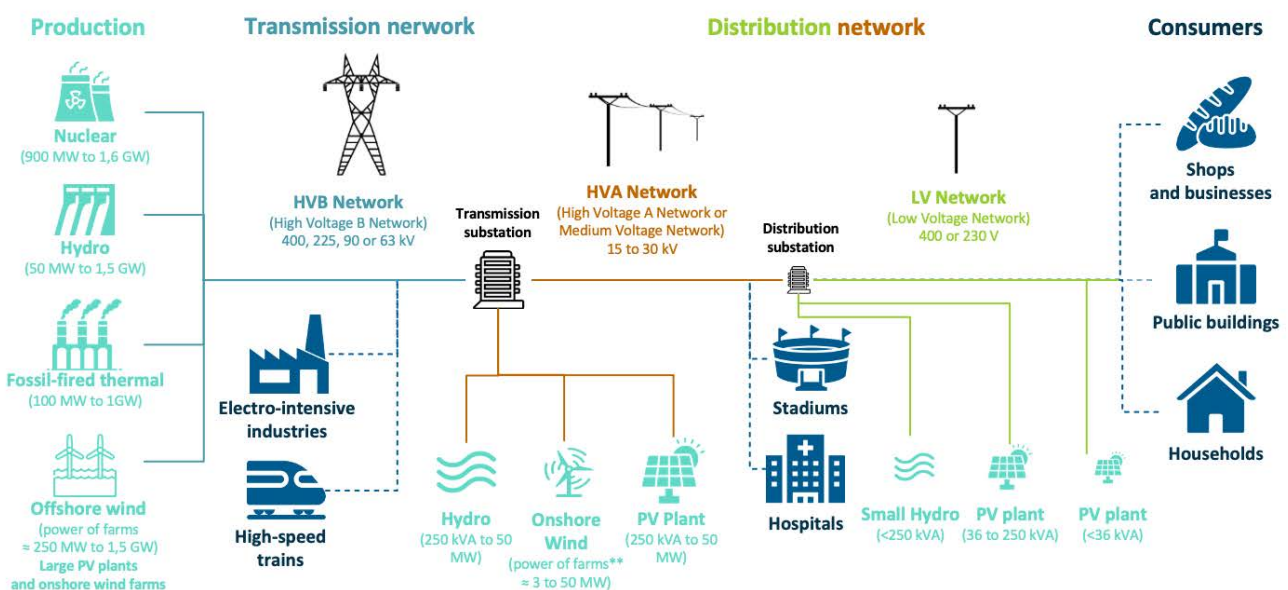 Production
Transmission nerwork
Distribution network
Consumers
Nuclear
(900 MW to 1,6 GW)
Hydro
(50 MW to 1,5 GW)
Fossil-fired thermal
(100 MW to 1GW)
Offshore wind
(power of farms
≈ 250 MW to 1,5 GW)
Large PV plants
and onshore wind farms
HVB Network
(High Voltage B Network)
400, 225, 90 or 63 kV
Electro-intensive
industries
High-speed
trains
Transmission
substation
HVA Network
(High Voltage A Network or
Medium Voltage Network)
15 to 30 kV
Hydro
(250 kVA to 50
MW)
Onshore
Wind
(power of farms**
≈ 3 to 50 MW)
PV Plant
(250 kVA to 50
MW)
Distribution
substation
Stadiums
Hospitals
LV Network
(Low Voltage Network)
400 or 230 V
Small Hydro
(<250 kVA)
PV plant
(36 to 250 kVA)
PV plant
(<36 kVA)
Shops
and businesses
Public buildings
Households